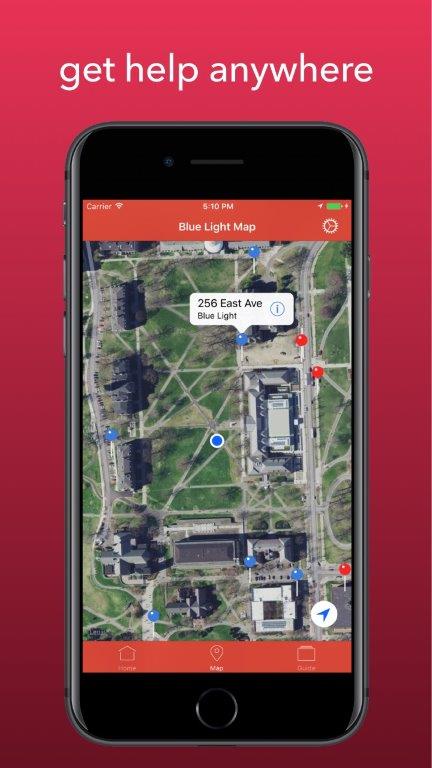 get help anywhere
Carrier
5:10 PM
Blue Light Map
256 East Ave
Blue Light
Legal
Home
Map
Guide